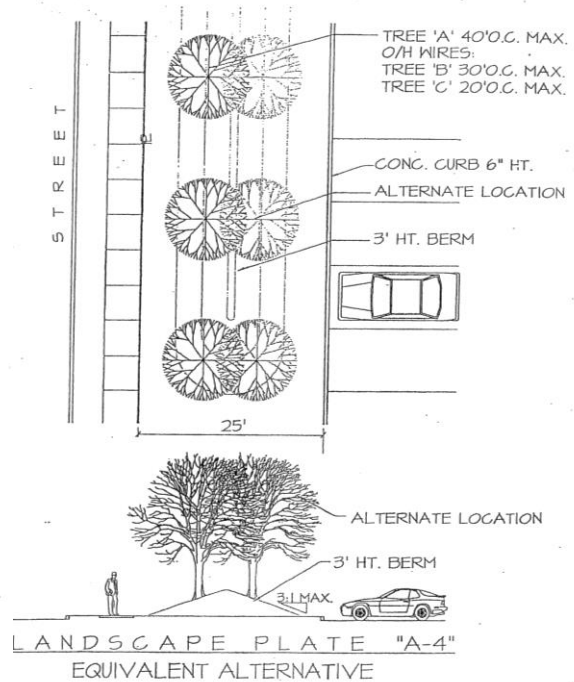 TREE 'A' 40'O.C. MAX.
O/H WIRES:
TREE 'B' 30'O.C. MAX.
TREE 'C' 20'O.C. MAX.
STREET
CONC. CURB 6" HT.
ALTERNATE LOCATION
3' HT. BERM
25'
ALTERNATE LOCATION
3' HT. BERM
3:1 MAX.
LANDSCAPE PLATE "A-4"
EQUIVALENT ALTERNATIVE